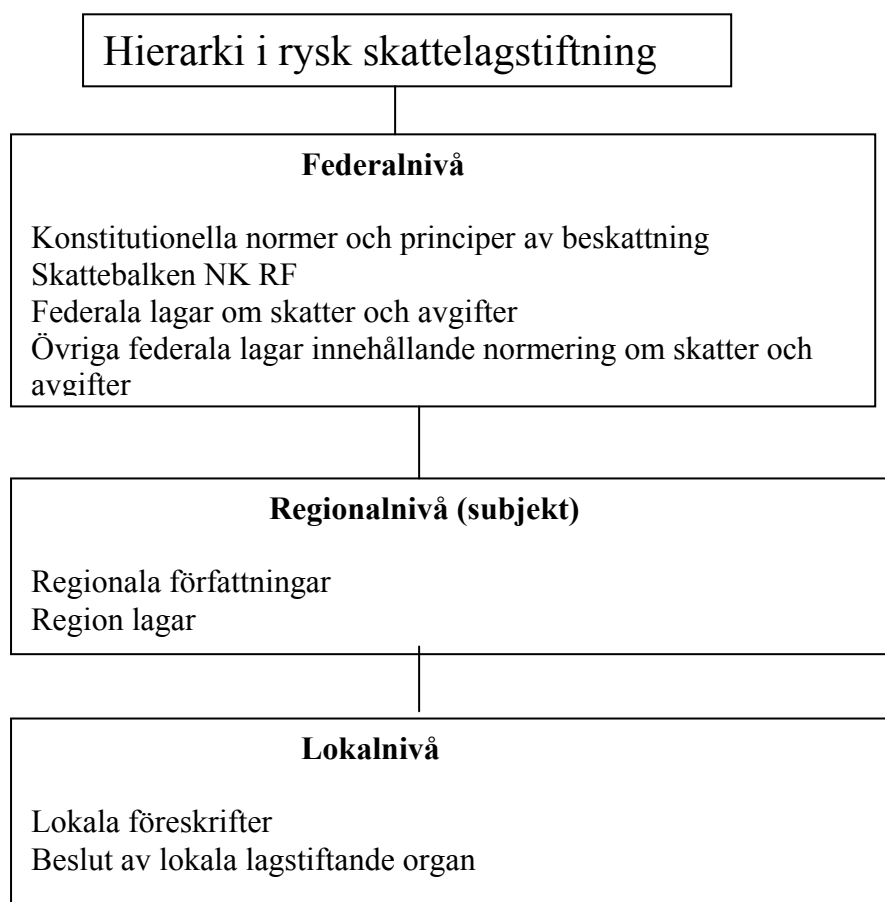 Hierarki i rysk skattelagstiftning
Federalnivå
Konstitutionella normer och principer av beskattning
Skattebalken NK RF
Federala lagar om skatter och avgifter
Övriga federala lagar innehållande normering om skatter och
avgifter
Regionalnivå (subjekt)
Regionala författningar
Region lagar
Lokalnivå
Lokala föreskrifter
Beslut av lokala lagstiftande organ